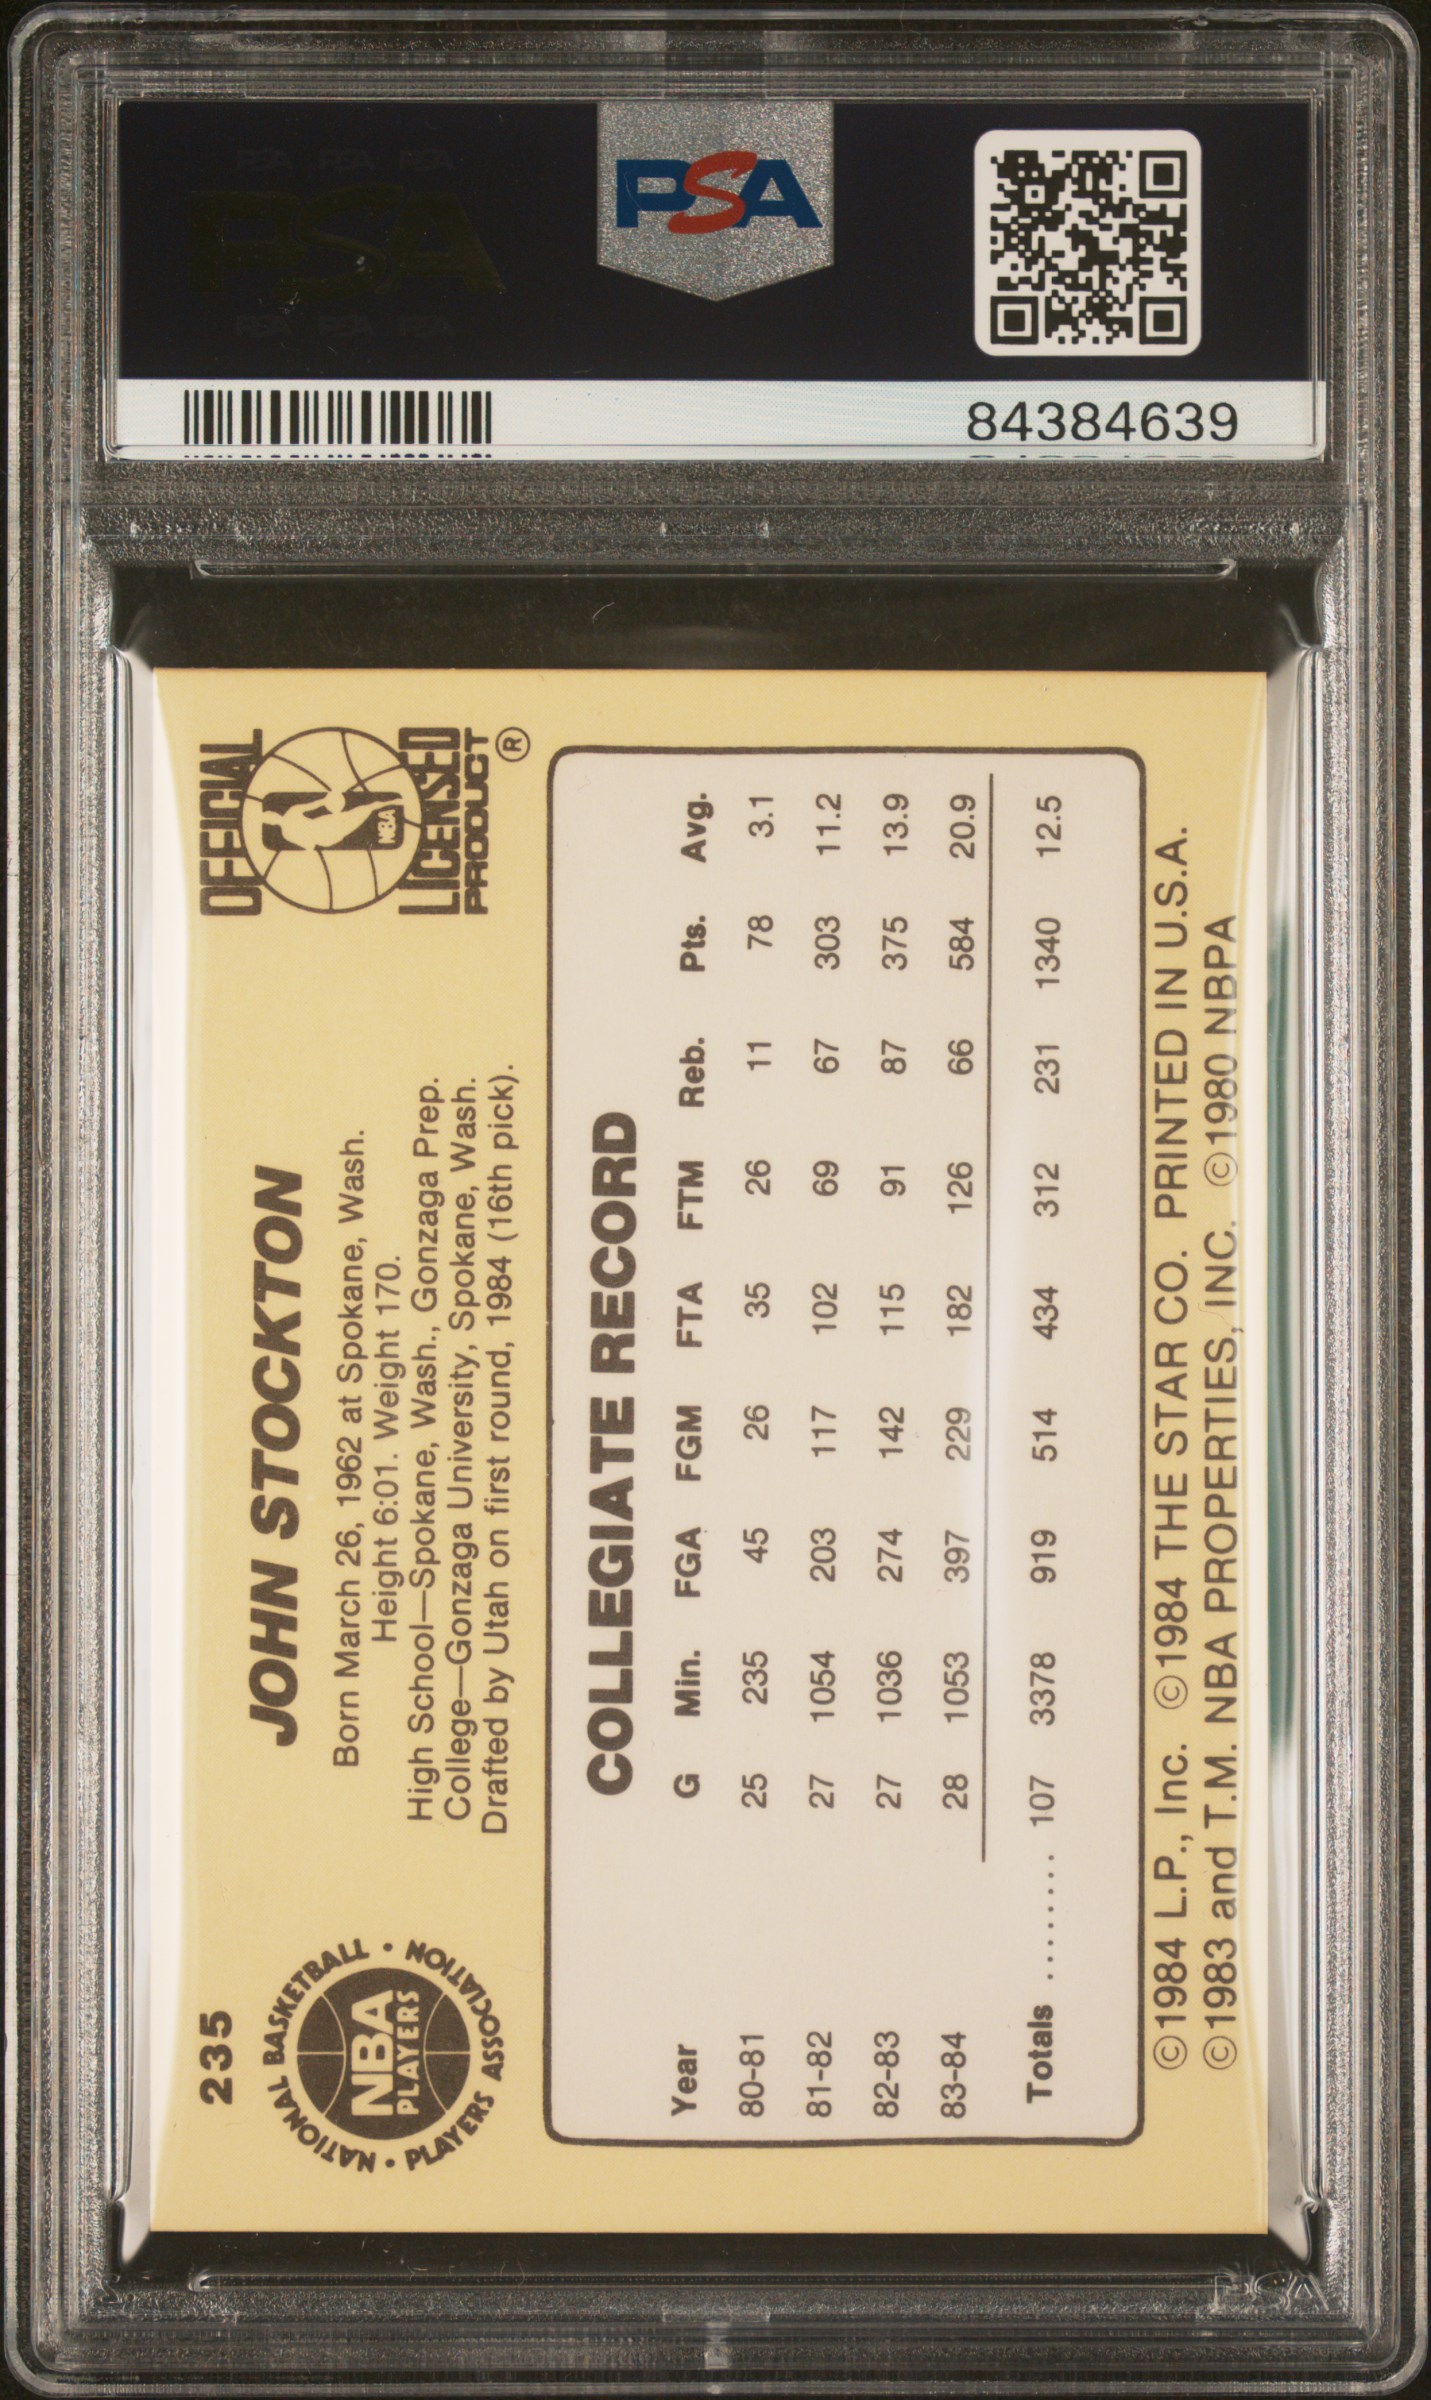 PSA
PSA
84384639
235
JOHN STOCKTON
Born March 26, 1962 at Spokane, Wash.
Height 6:01. Weight 170.
High School—Spokane, Wash., Gonzaga Prep.
College—Gonzaga University, Spokane, Wash.
Drafted by Utah on first round, 1984 (16th pick).
NATIONAL BASKETBALL • PLAYERS ASSOCIATION •
NBA
PLAYERS
OFFICIAL
NBA
LICENSED
PRODUCT ®
COLLEGIATE RECORD
Year G Min. FGA FGM FTA FTM Reb. Pts. Avg.
80-81 25 235 45 26 35 26 11 78 3.1
81-82 27 1054 203 117 102 69 67 303 11.2
82-83 27 1036 274 142 115 91 87 375 13.9
83-84 28 1053 397 229 182 126 66 584 20.9
Totals ........ 107 3378 919 514 434 312 231 1340 12.5
©1984 L.P., Inc. ©1984 THE STAR CO. PRINTED IN U.S.A.
©1983 and T.M. NBA PROPERTIES, INC. ©1980 NBPA
PSA